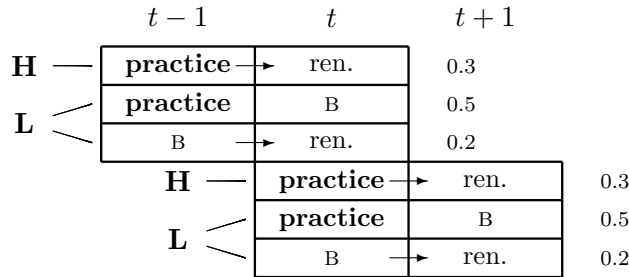 t − 1 t t + 1
H practice ren. 0.3
practice B 0.5
L
B ren. 0.2
H practice ren. 0.3
practice B 0.5
L
B ren. 0.2